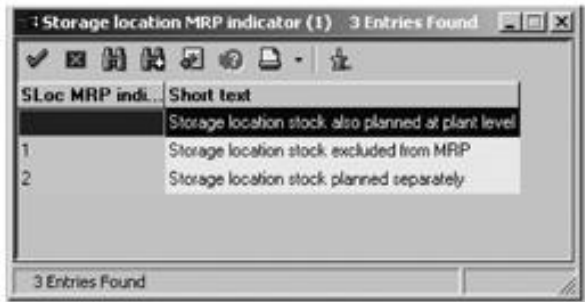 Storage location MRP indicator (1) 3 Entries Found
SLoc MRP indi... Short text
Storage location stock also planned at plant level
1 Storage location stock excluded from MRP
2 Storage location stock planned separately
3 Entries Found